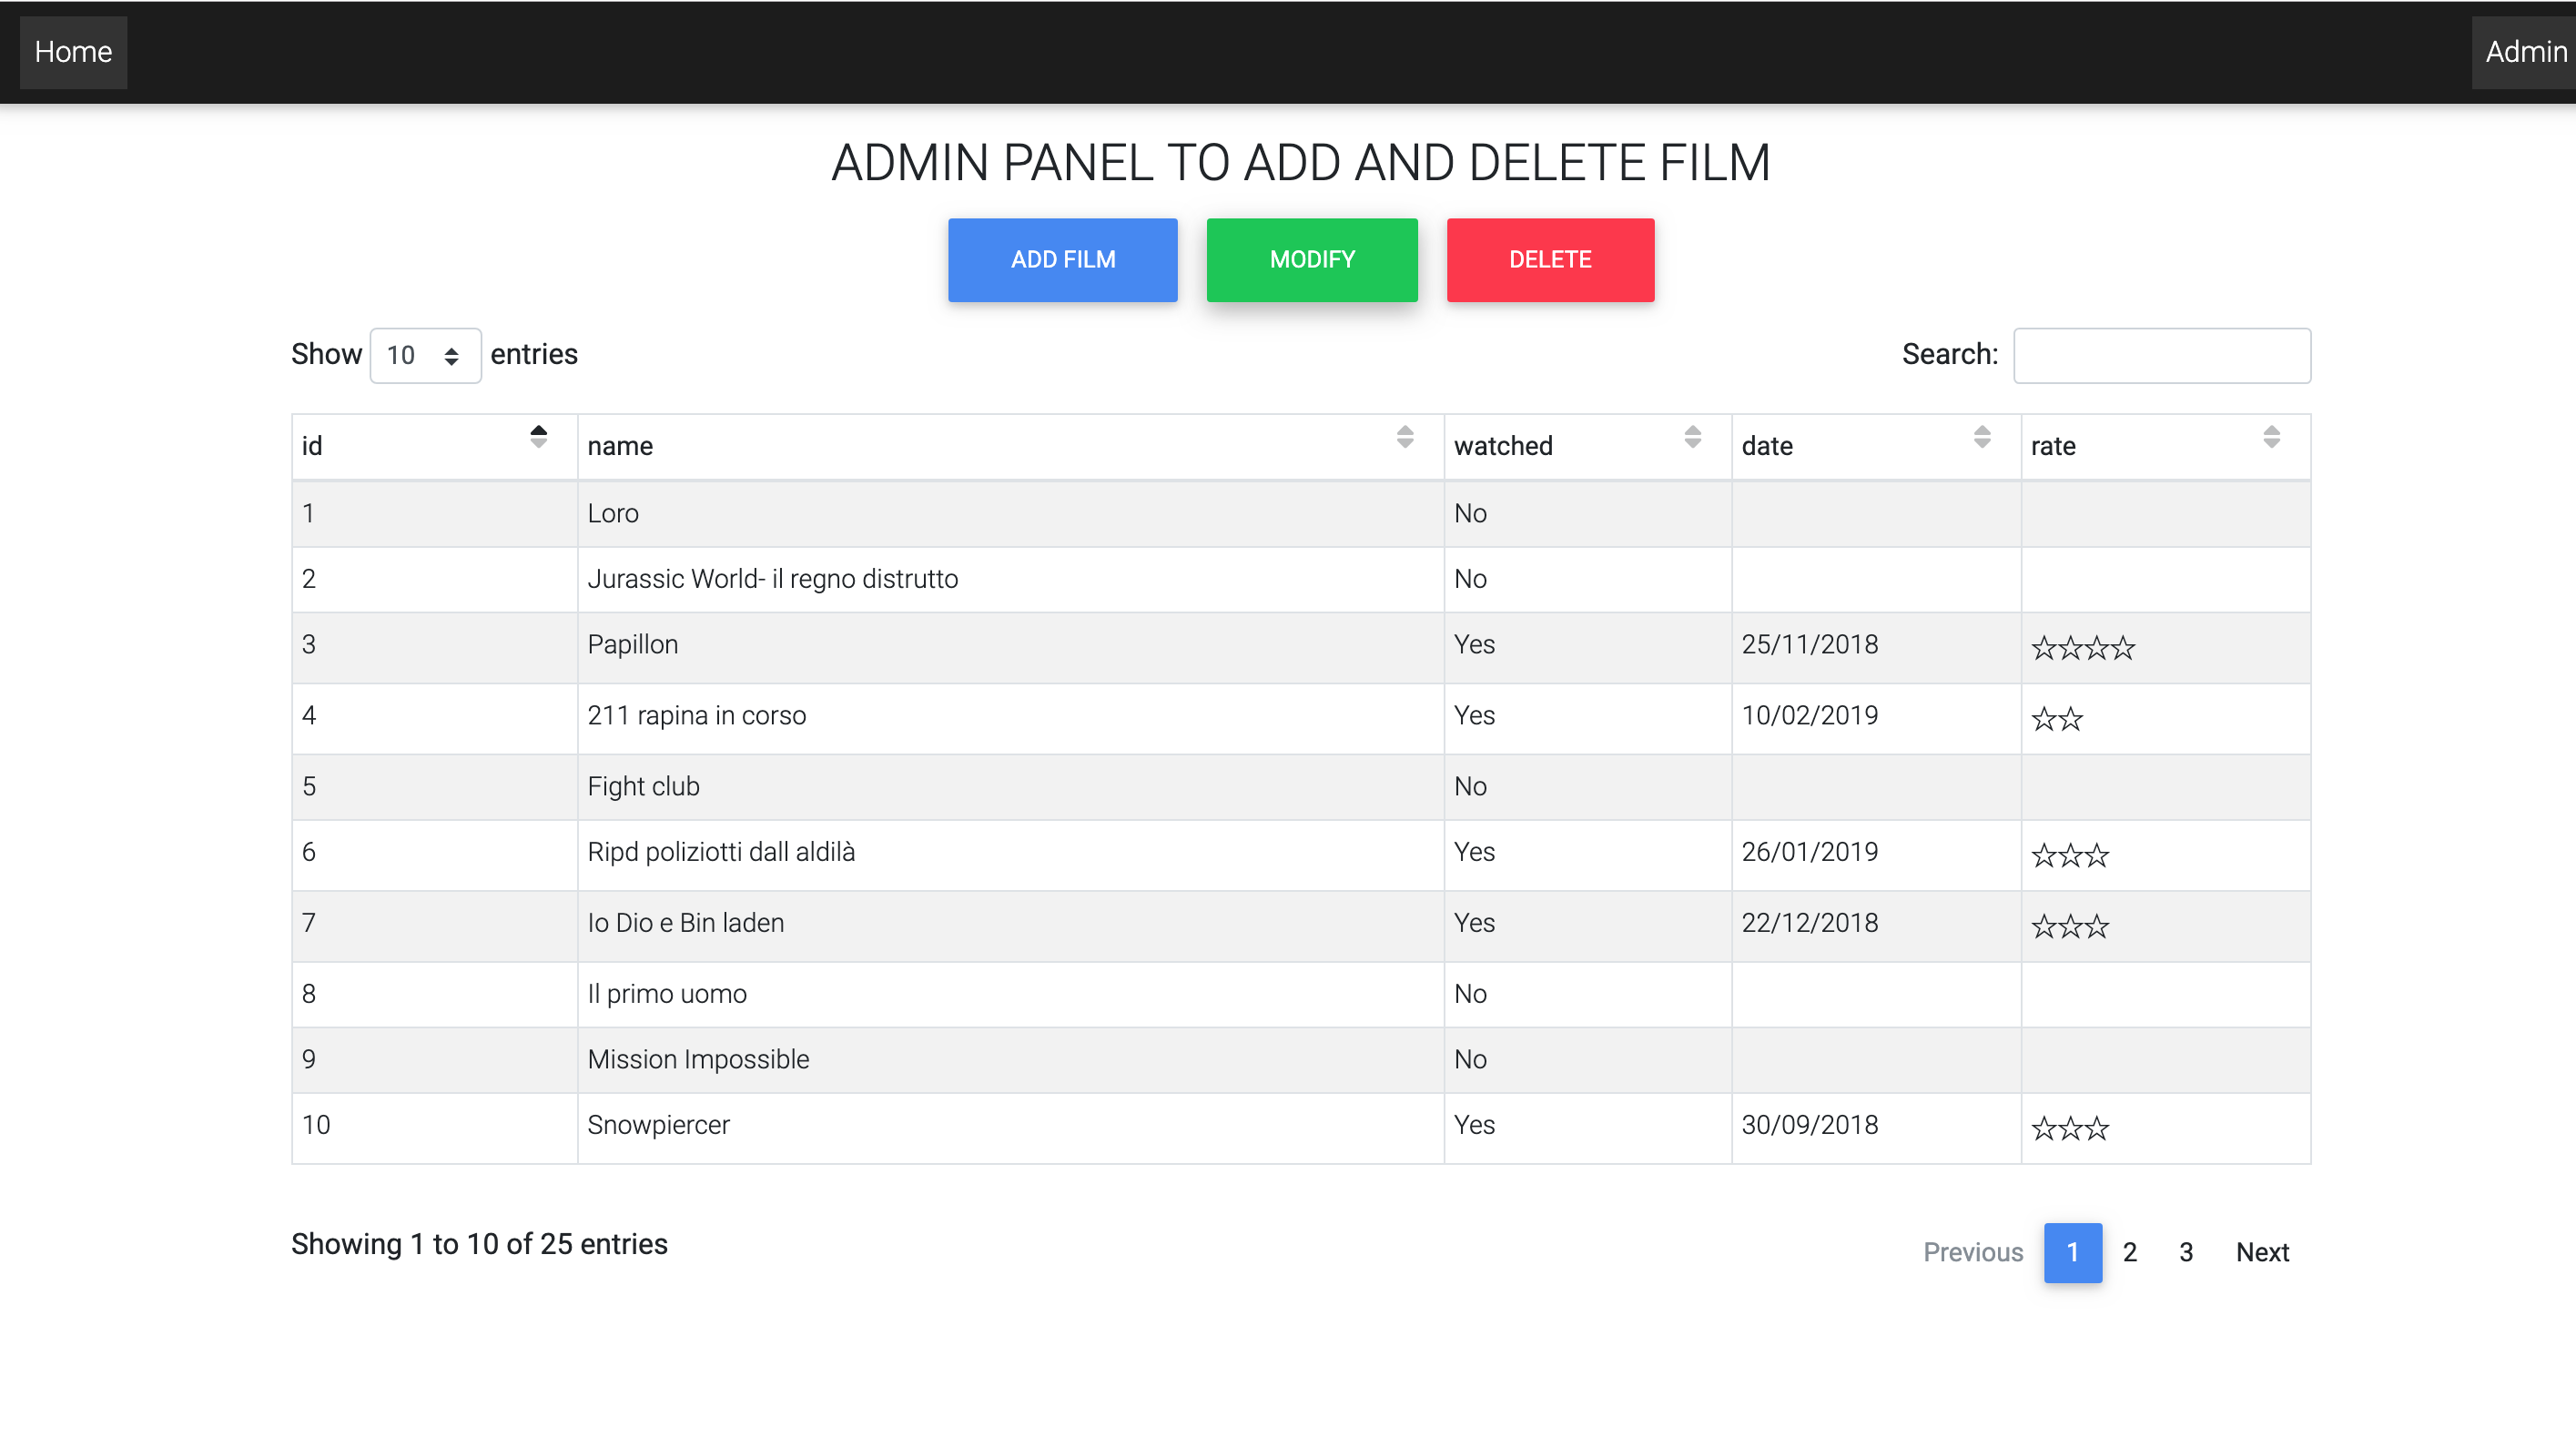 Home Admin
ADMIN PANEL TO ADD AND DELETE FILM
ADD FILM MODIFY DELETE
Show 10 entries Search:
id name watched date rate
1 Loro No
2 Jurassic World- il regno distrutto No
3 Papillon Yes 25/11/2018 ☆☆☆☆
4 211 rapina in corso Yes 10/02/2019 ☆☆
5 Fight club No
6 Ripd poliziotti dall aldilà Yes 26/01/2019 ☆☆☆
7 Io Dio e Bin laden Yes 22/12/2018 ☆☆☆
8 Il primo uomo No
9 Mission Impossible No
10 Snowpiercer Yes 30/09/2018 ☆☆☆
Showing 1 to 10 of 25 entries Previous 1 2 3 Next